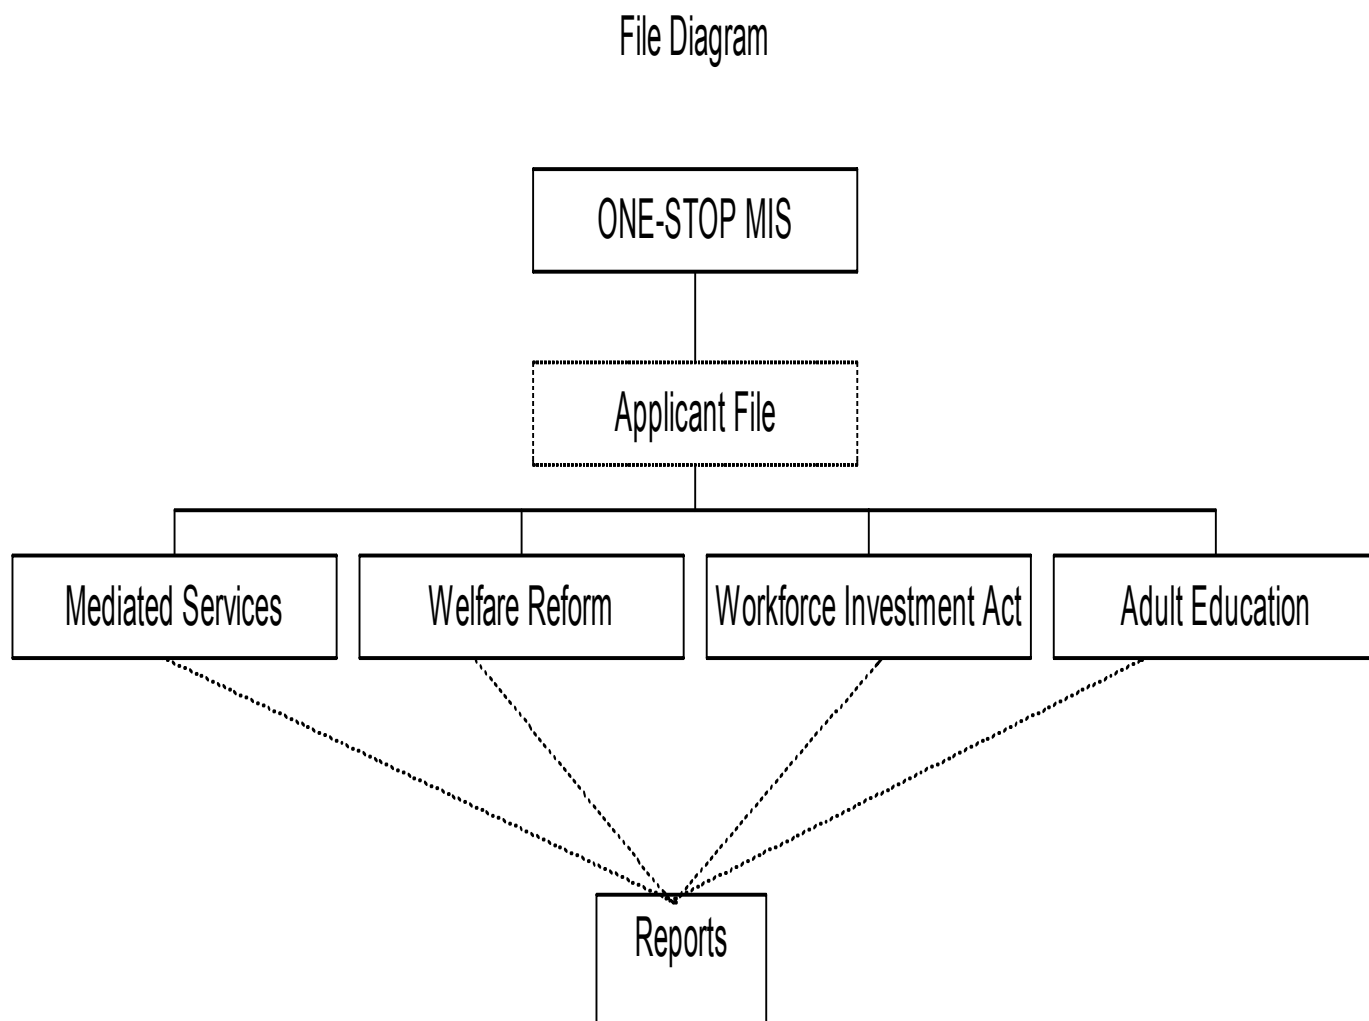 File Diagram
ONE-STOP MIS
Applicant File
Mediated Services
Welfare Reform
Workforce Investment Act
Adult Education
Reports